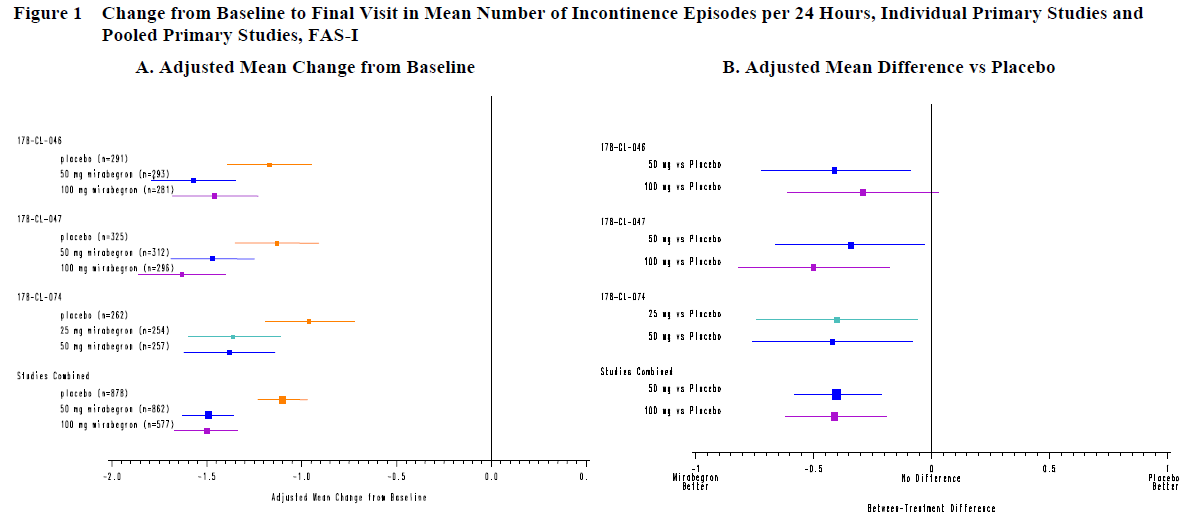 Figure 1 Change from Baseline to Final Visit in Mean Number of Incontinence Episodes per 24 Hours, Individual Primary Studies and
Pooled Primary Studies, FAS-I
A. Adjusted Mean Change from Baseline
178-CL-046
placebo (n=291)
50 mg mirabegron (n=293)
100 mg mirabegron (n=281)
178-CL-047
placebo (n=325)
50 mg mirabegron (n=312)
100 mg mirabegron (n=296)
178-CL-074
placebo (n=262)
25 mg mirabegron (n=254)
50 mg mirabegron (n=257)
Studies Combined
placebo (n=878)
50 mg mirabegron (n=862)
100 mg mirabegron (n=577)
-2.0 -1.5 -1.0 -0.5 0.0 0.
Adjusted Mean Change from Baseline
B. Adjusted Mean Difference vs Placebo
178-CL-046
50 mg vs Placebo
100 mg vs Placebo
178-CL-047
50 mg vs Placebo
100 mg vs Placebo
178-CL-074
25 mg vs Placebo
50 mg vs Placebo
Studies Combined
50 mg vs Placebo
100 mg vs Placebo
-1 -0.5 0 0.5 1
Mirabegron Better
No Difference
Placebo Better
Between-Treatment Difference